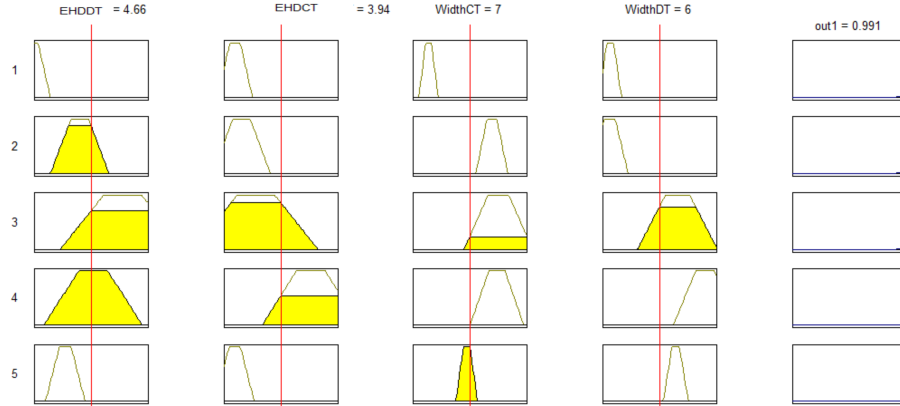 EHDDT = 4.66
EHDCT = 3.94
WidthCT = 7
WidthDT = 6
out1 = 0.991
1
2
3
4
5